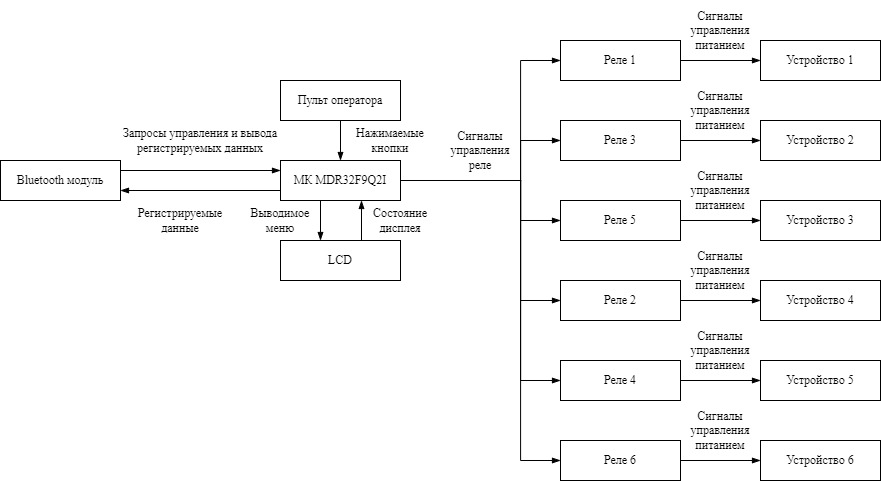 Сигналы
управления
питанием
Реле 1
Устройство 1
Пульт оператора
Сигналы
управления
питанием
Запросы управления и вывода
регистрируемых данных
Нажимаемые
кнопки
Сигналы
управления
реле
Реле 3
Устройство 2
Bluetooth модуль
МК MDR32F9Q2I
Сигналы
управления
питанием
Регистрируемые
данные
Выводимое
меню
Состояние
дисплея
Реле 5
Устройство 3
LCD
Сигналы
управления
питанием
Реле 2
Устройство 4
Сигналы
управления
питанием
Реле 4
Устройство 5
Сигналы
управления
питанием
Реле 6
Устройство 6